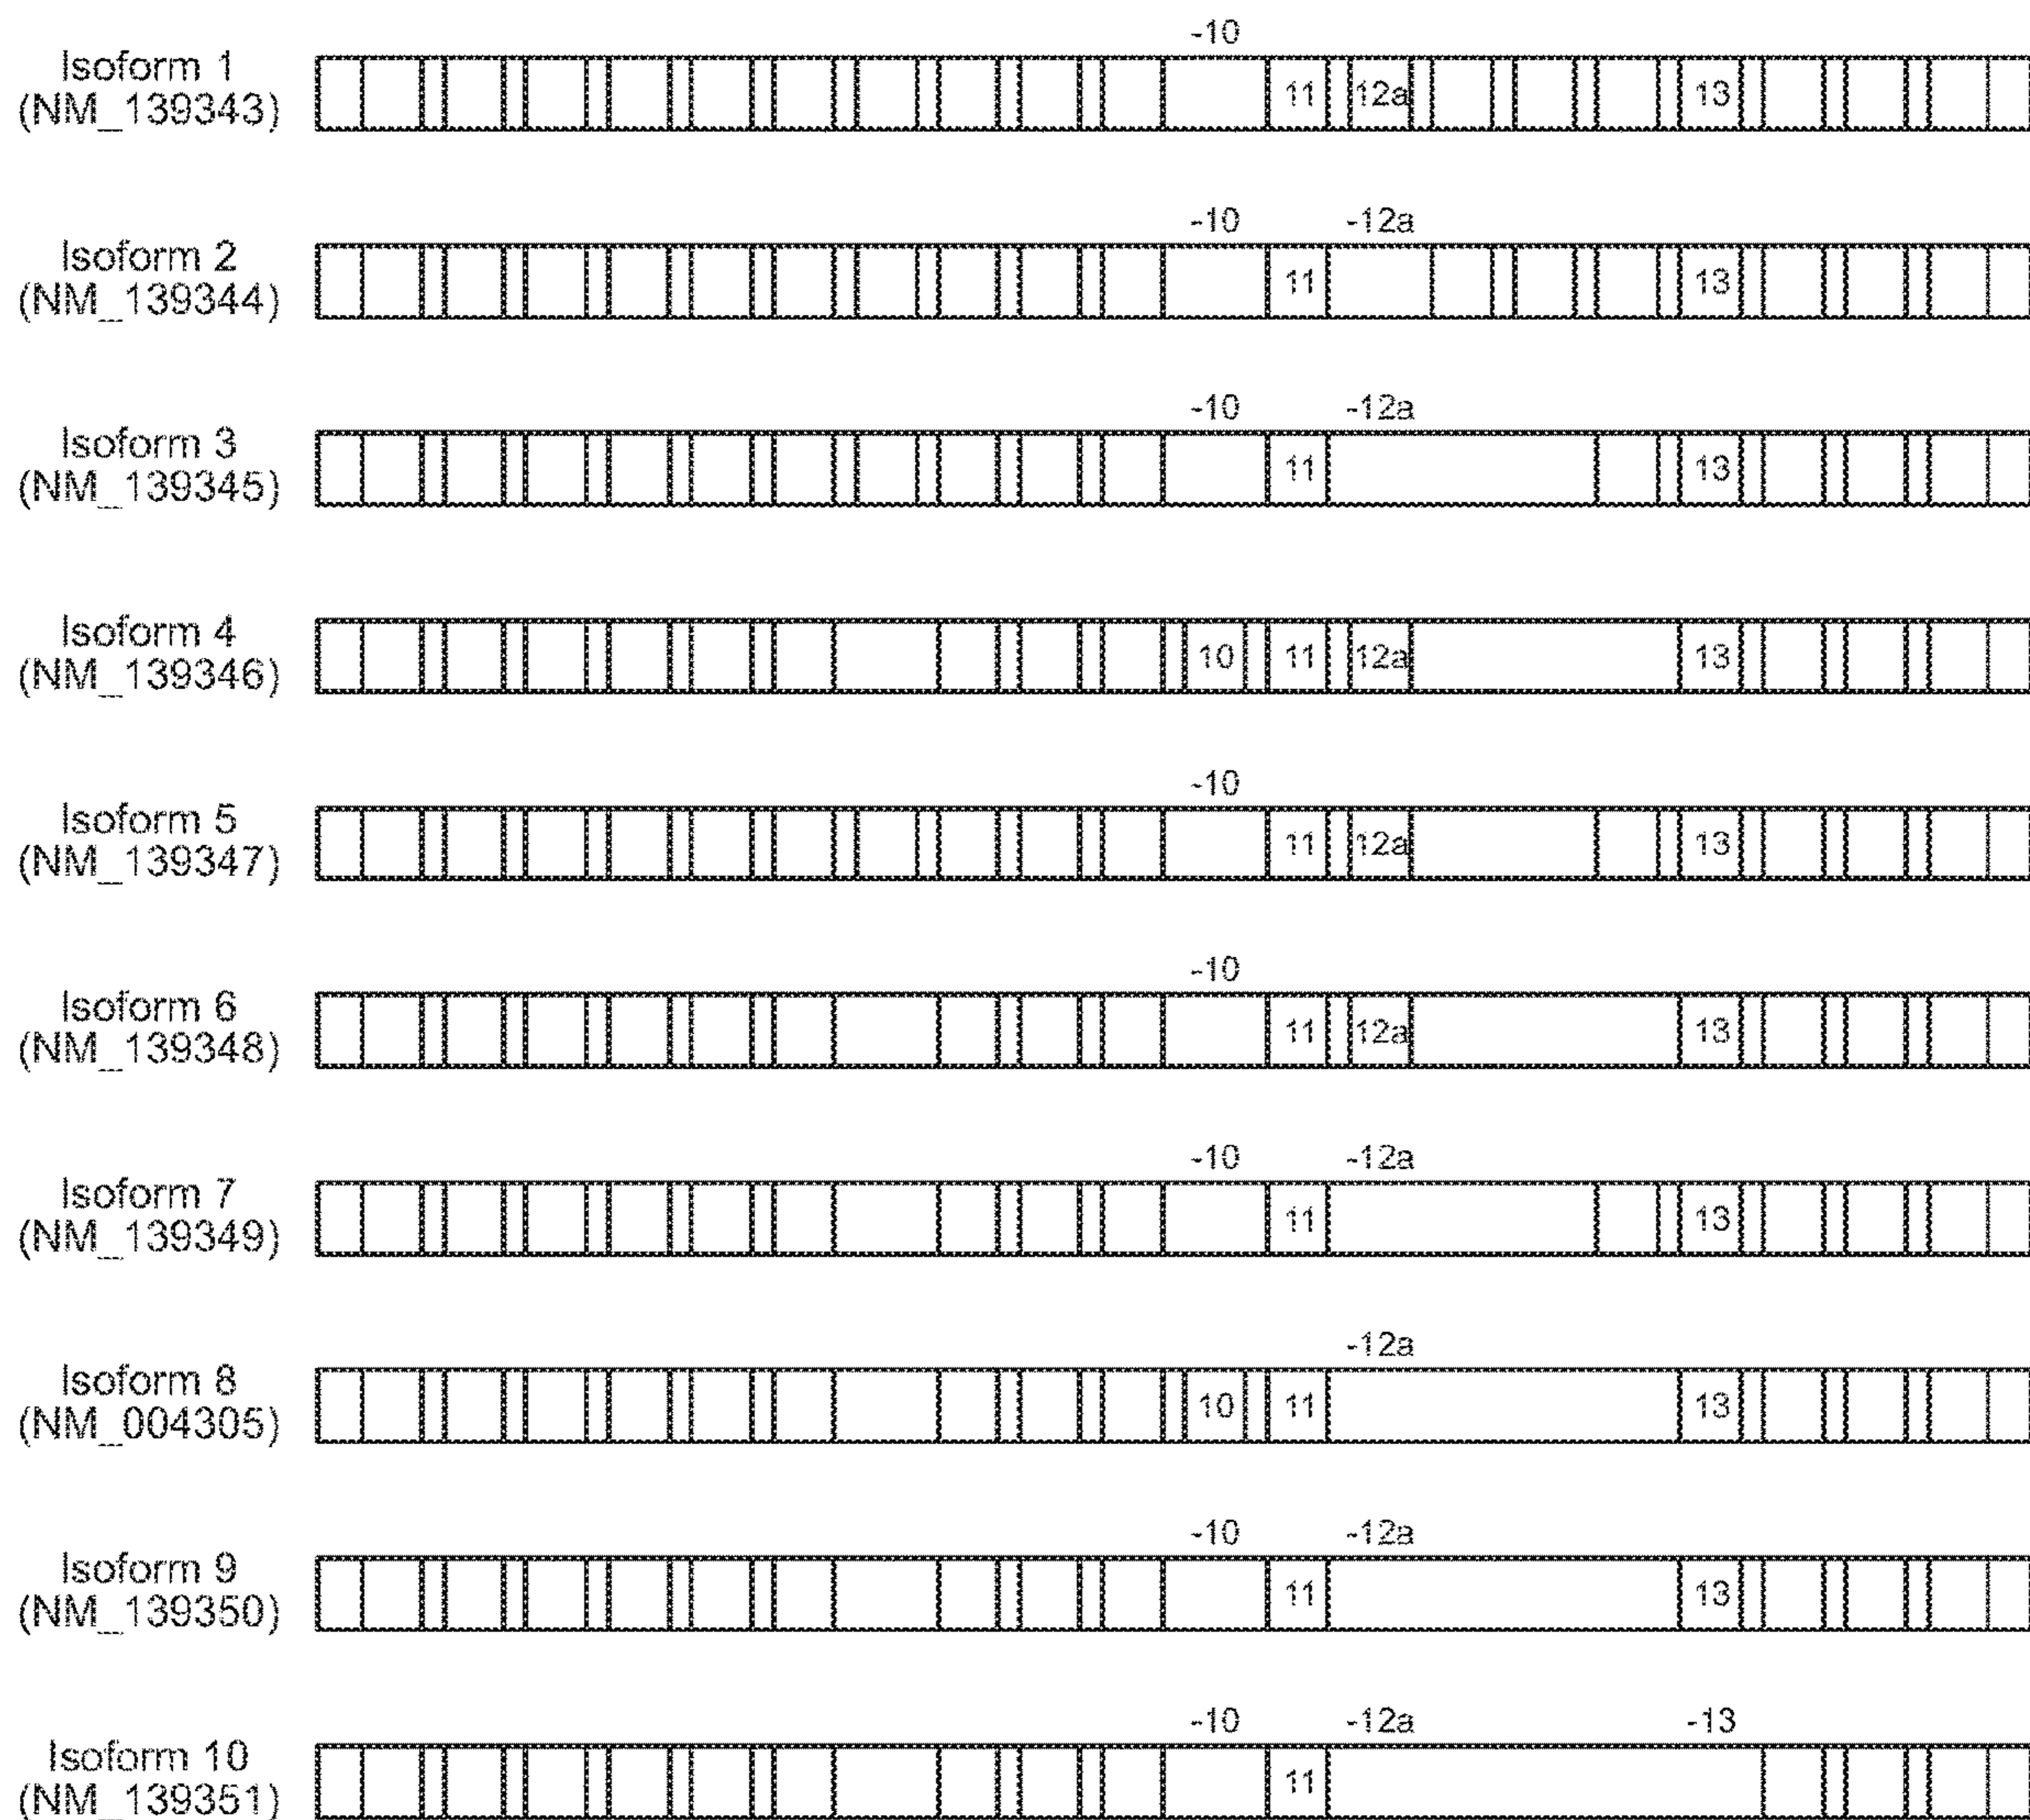 -10
Isoform 1
(NM_139343)
11 12a 13
-10 -12a
Isoform 2
(NM_139344)
11 13
-10 -12a
Isoform 3
(NM_139345)
11 13
Isoform 4
(NM_139346)
10 11 12a 13
-10
Isoform 5
(NM_139347)
11 12a 13
-10
Isoform 6
(NM_139348)
11 12a 13
-10 -12a
Isoform 7
(NM_139349)
11 13
-12a
Isoform 8
(NM_004305)
10 11 13
-10 -12a
Isoform 9
(NM_139350)
11 13
-10 -12a -13
Isoform 10
(NM_139351)
11